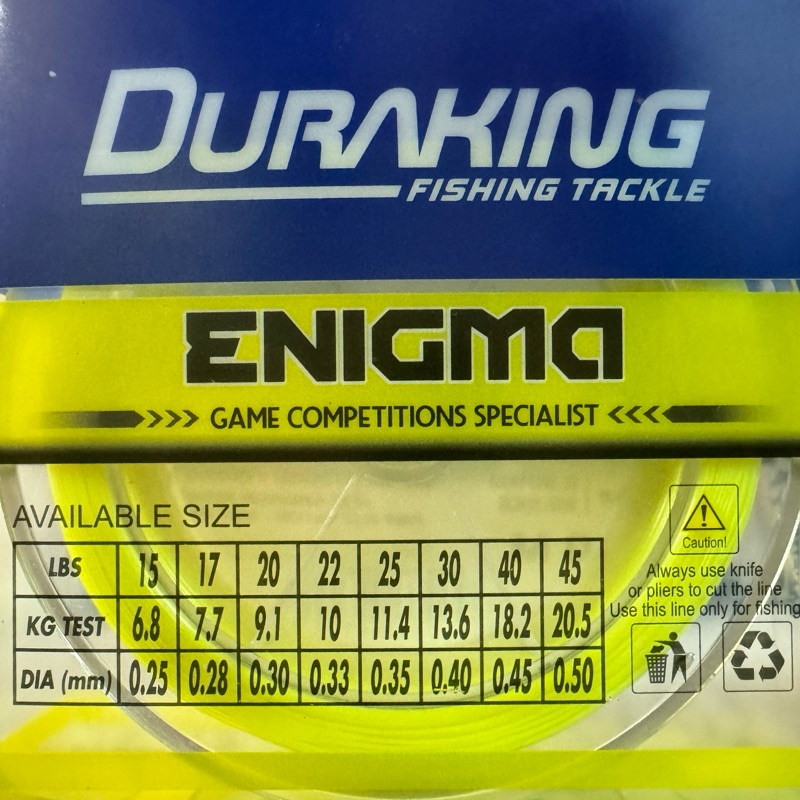 DURAKING
FISHING TACKLE
ENIGMA
>>>> GAME COMPETITIONS SPECIALIST <<<<
AVAILABLE SIZE
LBS 15 17 20 22 25 30 40 45
KG TEST 6.8 7.7 9.1 10 11.4 13.6 18.2 20.5
DIA (mm) 0.25 0.28 0.30 0.33 0.35 0.40 0.45 0.50
Caution!
Always use knife
or pliers to cut the line
Use this line only for fishing